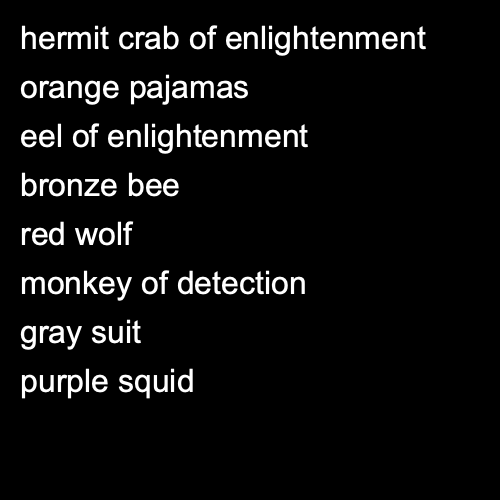 hermit crab of enlightenment
orange pajamas
eel of enlightenment
bronze bee
red wolf
monkey of detection
gray suit
purple squid